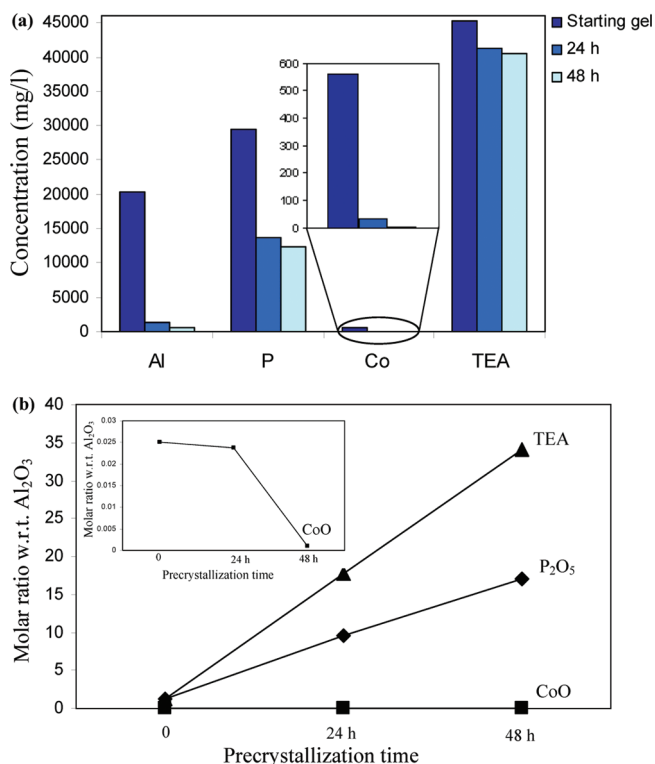 (a)
Concentration (mg/l)
45000
40000
35000
30000
25000
20000
15000
10000
5000
0
600
500
400
300
200
100
0
Starting gel
24 h
48 h
Al
P
Co
TEA
(b)
Molar ratio w.r.t. Al₂O₃
40
35
30
25
20
15
10
5
0
Molar ratio w.r.t. Al₂O₃
0.03
0.025
0.02
0.015
0.01
0.005
0
CoO
0
24 h
48 h
Precrystallization time
TEA
P₂O₅
CoO
0
24 h
48 h
Precrystallization time